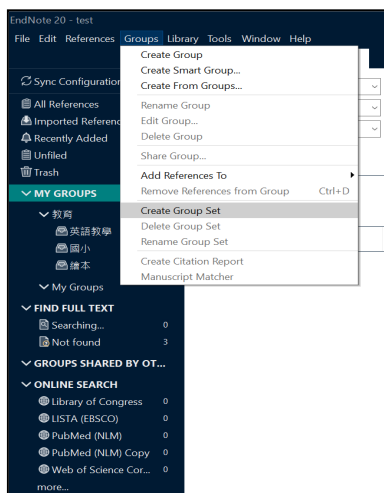 EndNote 20 - test
File Edit References Groups Library Tools Window Help
Create Group
Create Smart Group...
Create From Groups...
Rename Group
Edit Group...
Delete Group
Share Group...
Add References To
Remove References from Group Ctrl+D
Create Group Set
Delete Group Set
Rename Group Set
Create Citation Report
Manuscript Matcher
Sync Configuration
All References
Imported Referenc
Recently Added
Unfiled
Trash
MY GROUPS
教育
英語教學
國小
繪本
My Groups
FIND FULL TEXT
Searching... 0
Not found 3
GROUPS SHARED BY OT...
ONLINE SEARCH
Library of Congress 0
LISTA (EBSCO) 0
PubMed (NLM) 0
PubMed (NLM) Copy 0
Web of Science Cor... 0
more...